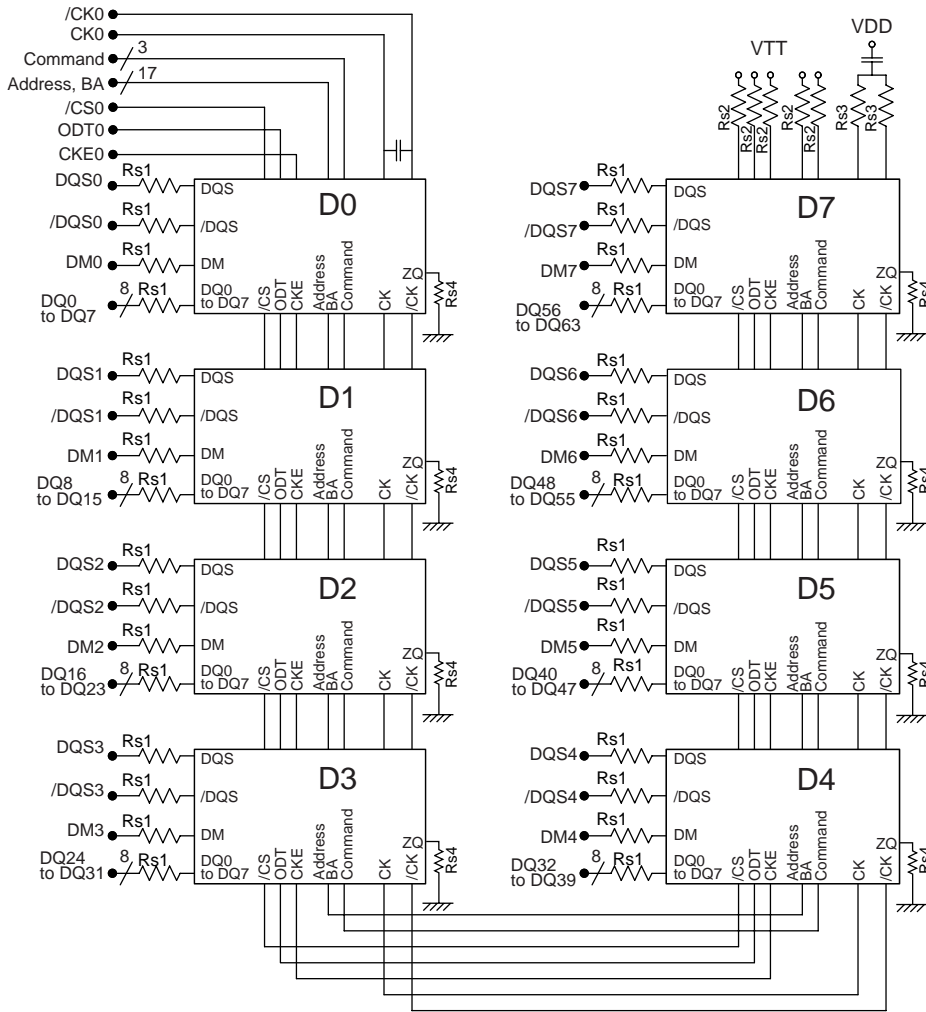 /CK0
CK0
Command 3
Address, BA 17
/CS0
ODT0
CKE0
VTT
VDD
Rs2
Rs2
Rs2
Rs2
Rs2
Rs3
Rs3
DQS0 Rs1 DQS
/DQS0 Rs1 /DQS
DM0 Rs1 DM
DQ0
to DQ7 8 Rs1 DQ0
to DQ7
D0
/CS
ODT
CKE
Address
BA
Command
CK
/CK
ZQ
Rs4
DQS7 Rs1 DQS
/DQS7 Rs1 /DQS
DM7 Rs1 DM
DQ56
to DQ63 8 Rs1 DQ0
to DQ7
D7
/CS
ODT
CKE
Address
BA
Command
CK
/CK
ZQ
Rs4
DQS1 Rs1 DQS
/DQS1 Rs1 /DQS
DM1 Rs1 DM
DQ8
to DQ15 8 Rs1 DQ0
to DQ7
D1
/CS
ODT
CKE
Address
BA
Command
CK
/CK
ZQ
Rs4
DQS6 Rs1 DQS
/DQS6 Rs1 /DQS
DM6 Rs1 DM
DQ48
to DQ55 8 Rs1 DQ0
to DQ7
D6
/CS
ODT
CKE
Address
BA
Command
CK
/CK
ZQ
Rs4
DQS2 Rs1 DQS
/DQS2 Rs1 /DQS
DM2 Rs1 DM
DQ16
to DQ23 8 Rs1 DQ0
to DQ7
D2
/CS
ODT
CKE
Address
BA
Command
CK
/CK
ZQ
Rs4
DQS5 Rs1 DQS
/DQS5 Rs1 /DQS
DM5 Rs1 DM
DQ40
to DQ47 8 Rs1 DQ0
to DQ7
D5
/CS
ODT
CKE
Address
BA
Command
CK
/CK
ZQ
Rs4
DQS3 Rs1 DQS
/DQS3 Rs1 /DQS
DM3 Rs1 DM
DQ24
to DQ31 8 Rs1 DQ0
to DQ7
D3
/CS
ODT
CKE
Address
BA
Command
CK
/CK
ZQ
Rs4
DQS4 Rs1 DQS
/DQS4 Rs1 /DQS
DM4 Rs1 DM
DQ32
to DQ39 8 Rs1 DQ0
to DQ7
D4
/CS
ODT
CKE
Address
BA
Command
CK
/CK
ZQ
Rs4